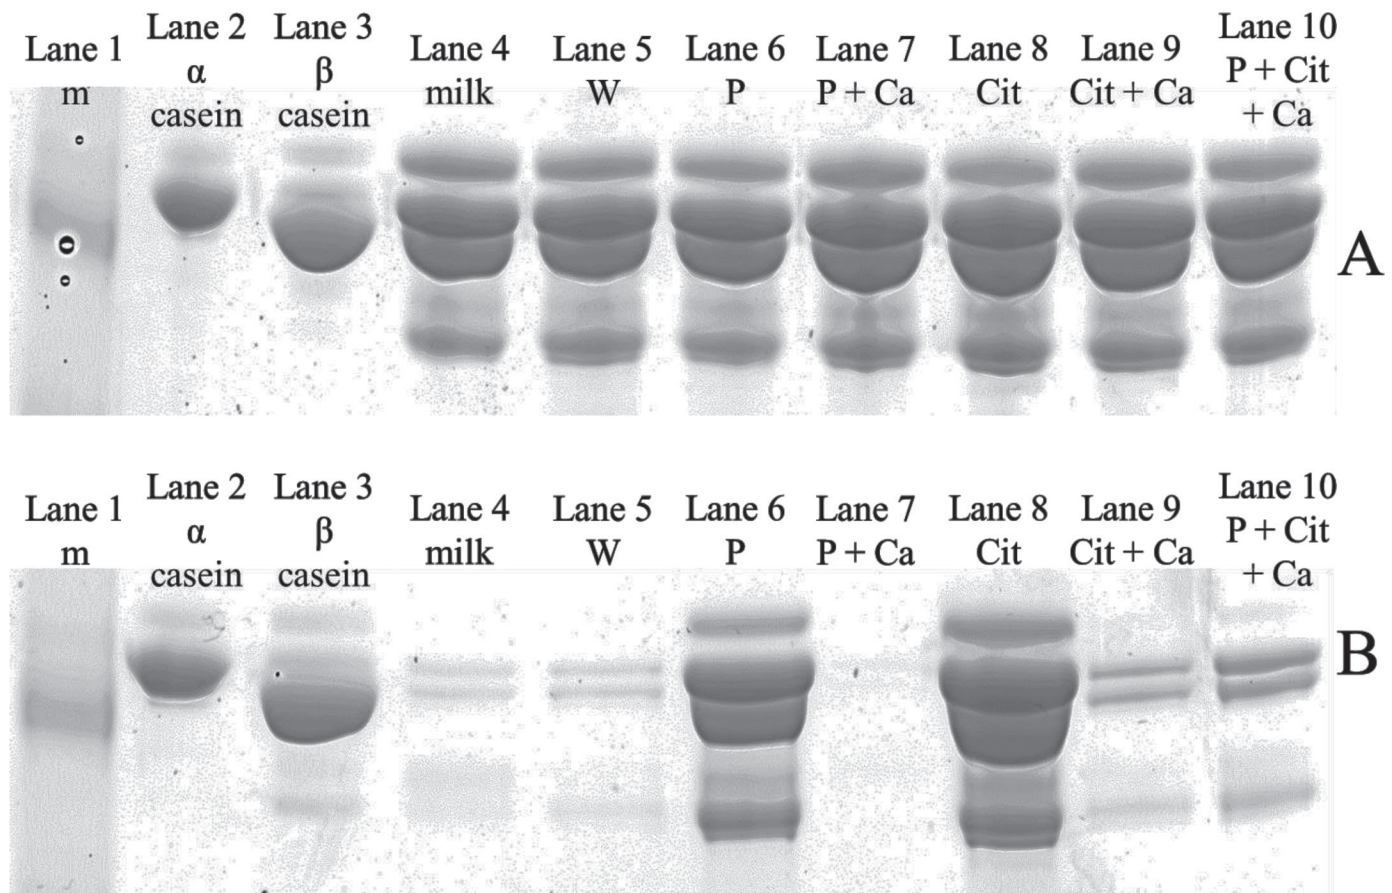 Lane 1
m
Lane 2
α
casein
Lane 3
β
casein
Lane 4
milk
Lane 5
W
Lane 6
P
Lane 7
P + Ca
Lane 8
Cit
Lane 9
Cit + Ca
Lane 10
P + Cit
+ Ca
A
Lane 1
m
Lane 2
α
casein
Lane 3
β
casein
Lane 4
milk
Lane 5
W
Lane 6
P
Lane 7
P + Ca
Lane 8
Cit
Lane 9
Cit + Ca
Lane 10
P + Cit
+ Ca
B